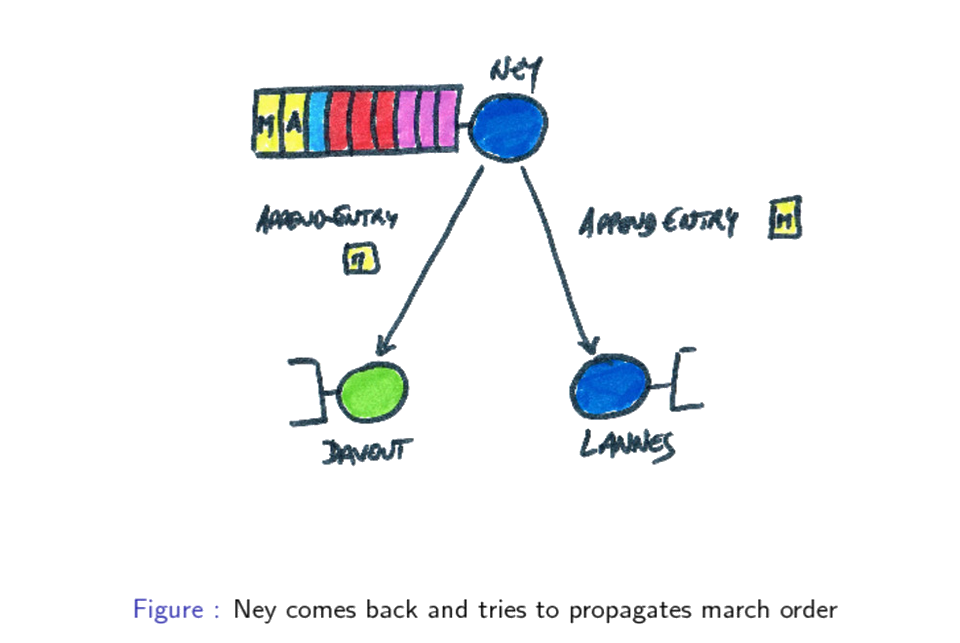 Ney
M A
APPEND-ENTRY
APPEND ENTRY M
M
DAVOUT
LANNES
Figure : Ney comes back and tries to propagates march order